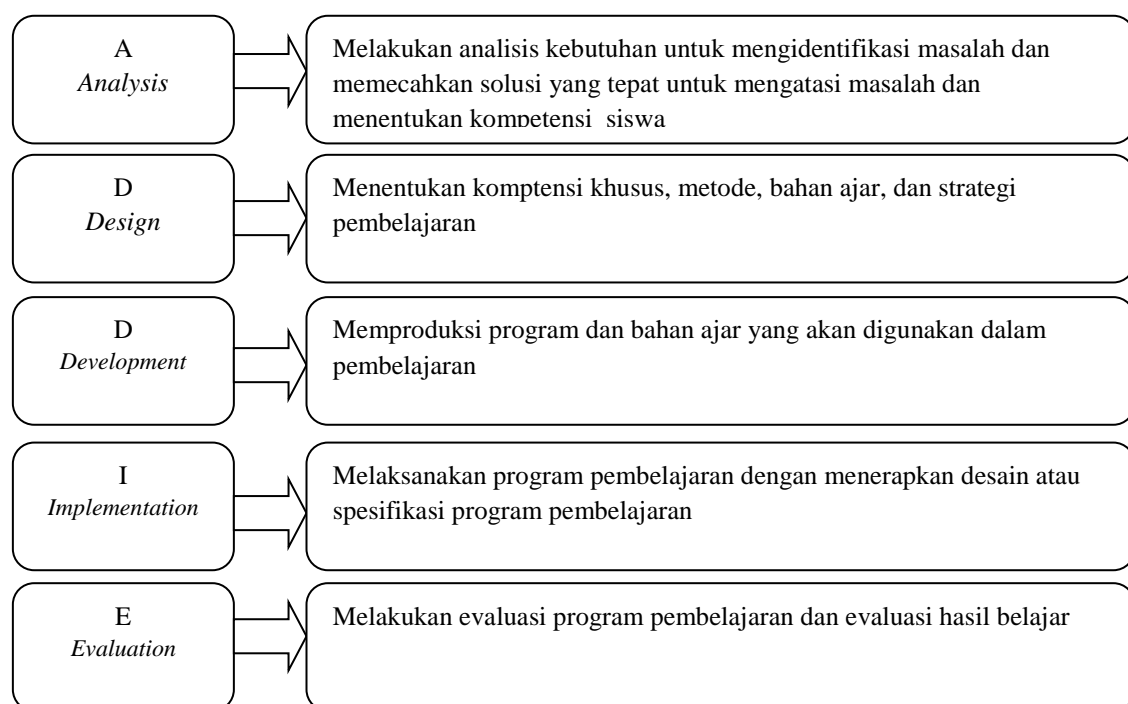 A
Analysis
Melakukan analisis kebutuhan untuk mengidentifikasi masalah dan
memecahkan solusi yang tepat untuk mengatasi masalah dan
menentukan kompetensi siswa
D
Design
Menentukan komptensi khusus, metode, bahan ajar, dan strategi
pembelajaran
D
Development
Memproduksi program dan bahan ajar yang akan digunakan dalam
pembelajaran
I
Implementation
Melaksanakan program pembelajaran dengan menerapkan desain atau
spesifikasi program pembelajaran
E
Evaluation
Melakukan evaluasi program pembelajaran dan evaluasi hasil belajar